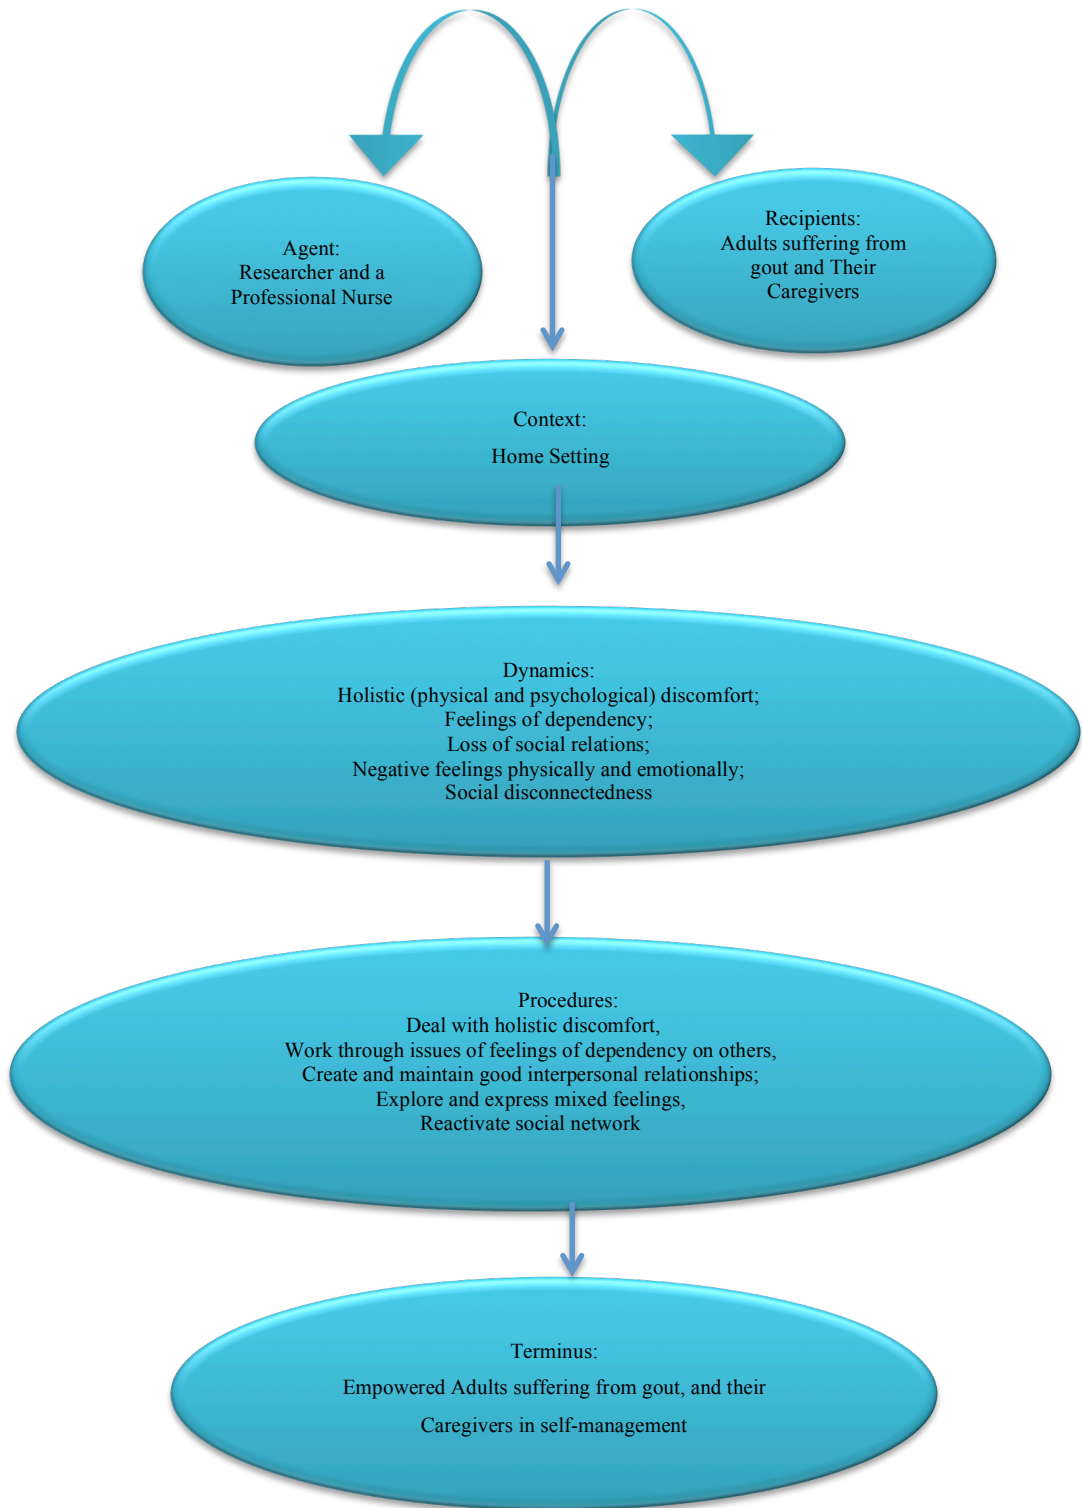 Agent:
Researcher and a
Professional Nurse
Recipients:
Adults suffering from
gout and Their
Caregivers
Context:
Home Setting
Dynamics:
Holistic (physical and psychological) discomfort;
Feelings of dependency;
Loss of social relations;
Negative feelings physically and emotionally;
Social disconnectedness
Procedures:
Deal with holistic discomfort,
Work through issues of feelings of dependency on others,
Create and maintain good interpersonal relationships;
Explore and express mixed feelings,
Reactivate social network
Terminus:
Empowered Adults suffering from gout, and their
Caregivers in self-management